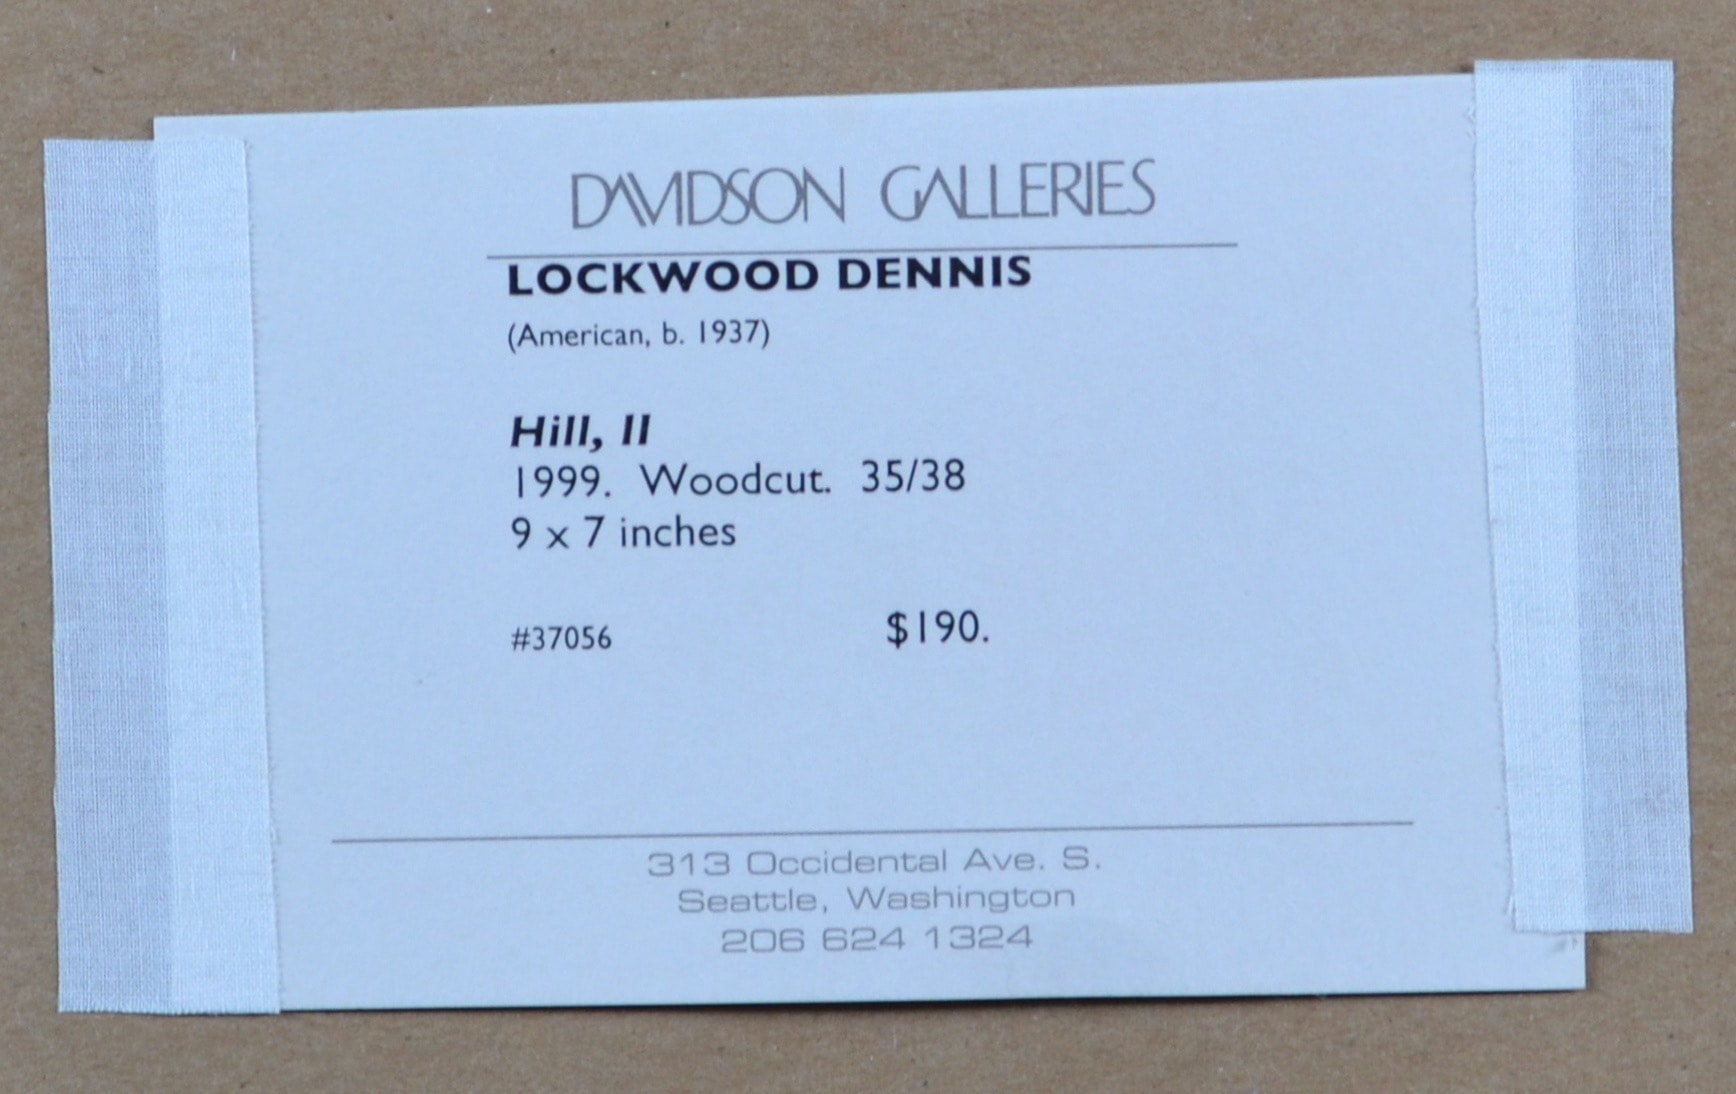 DAVIDSON GALLERIES
LOCKWOOD DENNIS
(American, b. 1937)
Hill, II
1999. Woodcut. 35/38
9 x 7 inches
#37056 $190.
313 Occidental Ave. S.
Seattle, Washington
206 624 1324